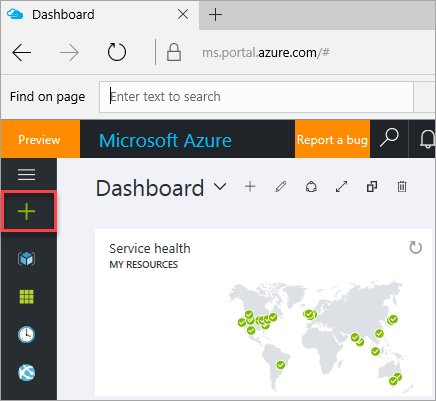 Dashboard
ms.portal.azure.com/#
Find on page
Enter text to search
Preview
Microsoft Azure
Report a bug
Dashboard
Service health
MY RESOURCES